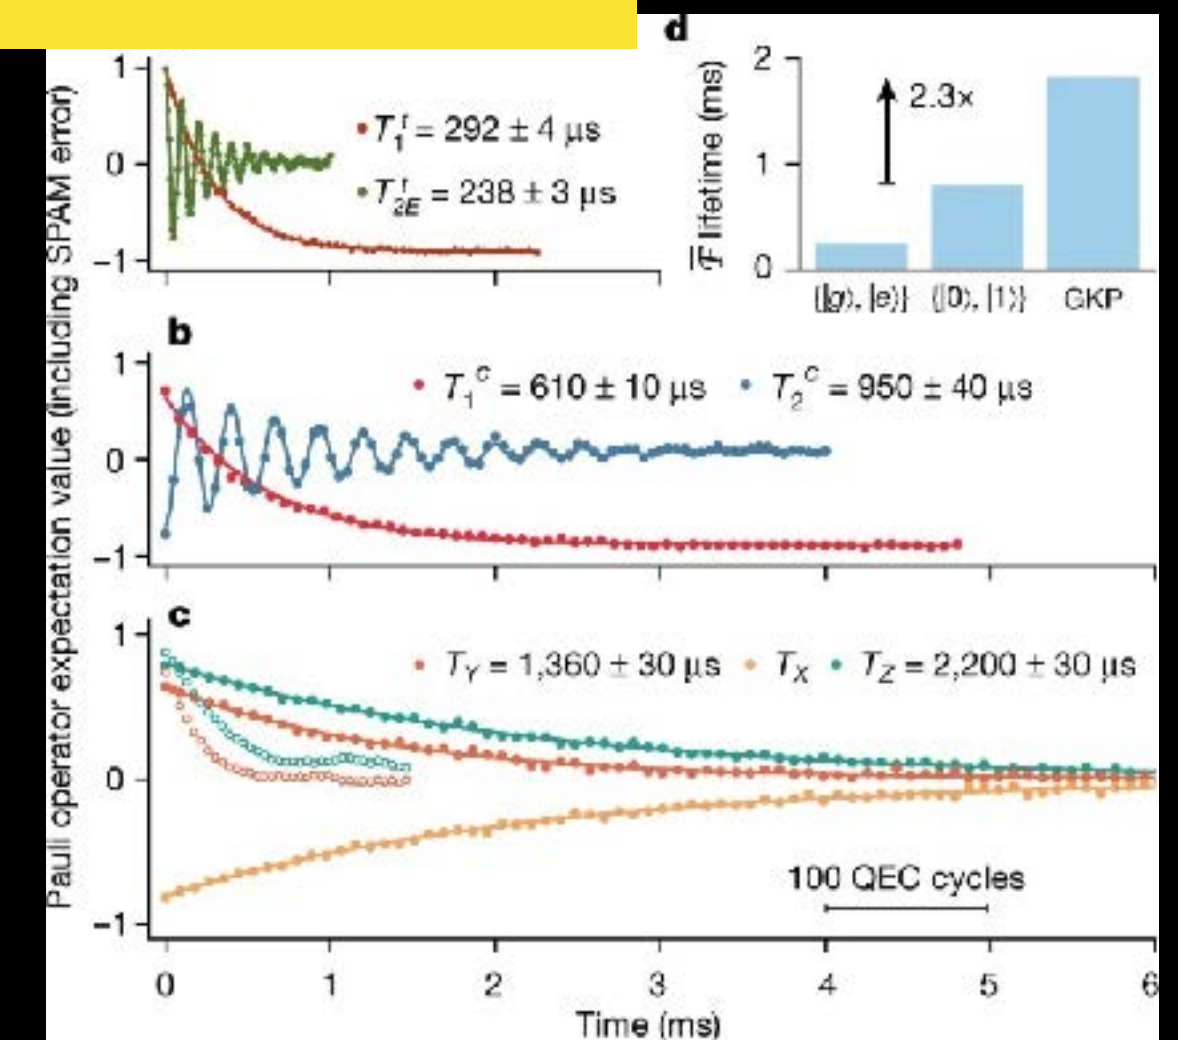 d
Pauli operator expectation value (including SPAM error)
1
0
−1
T₁ᵗ = 292 ± 4 μs
T₂Eᵗ = 238 ± 3 μs
F̄ lifetime (ms)
2
1
0
2.3×
{|g⟩, |e⟩} {|0⟩, |1⟩} GKP
b
1
0
−1
T₁ᶜ = 610 ± 10 μs T₂ᶜ = 950 ± 40 μs
c
1
0
−1
T_Y = 1,360 ± 30 μs T_X T_Z = 2,200 ± 30 μs
100 QEC cycles
0 1 2 3 4 5 6
Time (ms)